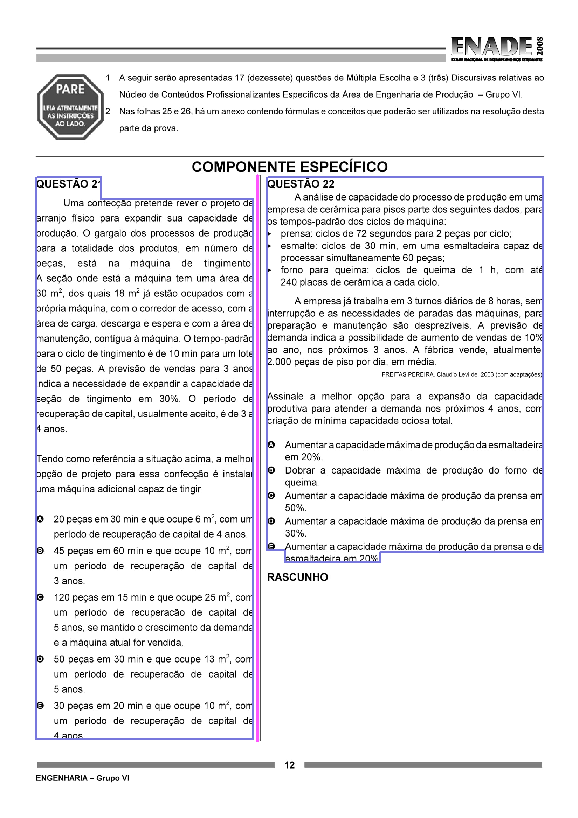 ENADE 2008
EXAME NACIONAL DE DESEMPENHO DOS ESTUDANTES
PARE
LEIA ATENTAMENTE
AS INSTRUÇÕES
AO LADO.
1 A seguir serão apresentadas 17 (dezessete) questões de Múltipla Escolha e 3 (três) Discursivas relativas ao
Núcleo de Conteúdos Profissionalizantes Específicos da Área de Engenharia de Produção – Grupo VI.
2 Nas folhas 25 e 26, há um anexo contendo fórmulas e conceitos que poderão ser utilizados na resolução desta
parte da prova.
COMPONENTE ESPECÍFICO
QUESTÃO 21
Uma confecção pretende rever o projeto de
arranjo físico para expandir sua capacidade de
produção. O gargalo dos processos de produção
para a totalidade dos produtos, em número de
peças, está na máquina de tingimento.
A seção onde está a máquina tem uma área de
30 m², dos quais 18 m² já estão ocupados com a
própria máquina, com o corredor de acesso, com a
área de carga, descarga e espera e com a área de
manutenção, contígua à máquina. O tempo-padrão
para o ciclo de tingimento é de 10 min para um lote
de 50 peças. A previsão de vendas para 3 anos
indica a necessidade de expandir a capacidade da
seção de tingimento em 30%. O período de
recuperação de capital, usualmente aceito, é de 3 a
4 anos.
Tendo como referência a situação acima, a melhor
opção de projeto para essa confecção é instalar
uma máquina adicional capaz de tingir
A 20 peças em 30 min e que ocupe 6 m², com um
período de recuperação de capital de 4 anos.
B 45 peças em 60 min e que ocupe 10 m², com
um período de recuperação de capital de
3 anos.
C 120 peças em 15 min e que ocupe 25 m², com
um período de recuperação de capital de
5 anos, se mantido o crescimento da demanda
e a máquina atual for vendida.
D 50 peças em 30 min e que ocupe 13 m², com
um período de recuperação de capital de
5 anos.
E 30 peças em 20 min e que ocupe 10 m², com
um período de recuperação de capital de
4 anos.
QUESTÃO 22
A análise de capacidade do processo de produção em uma
empresa de cerâmica para pisos parte dos seguintes dados, para
os tempos-padrão dos ciclos de máquina:
• prensa: ciclos de 72 segundos para 2 peças por ciclo;
• esmalte: ciclos de 30 min, em uma esmaltadeira capaz de
processar simultaneamente 60 peças;
• forno para queima: ciclos de queima de 1 h, com até
240 placas de cerâmica a cada ciclo.
A empresa já trabalha em 3 turnos diários de 8 horas, sem
interrupção e as necessidades de paradas das máquinas, para
preparação e manutenção são desprezíveis. A previsão de
demanda indica a possibilidade de aumento de vendas de 10%
ao ano, nos próximos 3 anos. A fábrica vende, atualmente,
2.000 peças de piso por dia, em média.
FREITAS PEREIRA, Claudio Levi de. 2003 (com adaptações).
Assinale a melhor opção para a expansão da capacidade
produtiva para atender a demanda nos próximos 4 anos, com
criação de mínima capacidade ociosa total.
A Aumentar a capacidade máxima de produção da esmaltadeira
em 20%.
B Dobrar a capacidade máxima de produção do forno de
queima.
C Aumentar a capacidade máxima de produção da prensa em
50%.
D Aumentar a capacidade máxima de produção da prensa em
30%.
E Aumentar a capacidade máxima de produção da prensa e da
esmaltadeira em 20%.
RASCUNHO
12
ENGENHARIA – Grupo VI